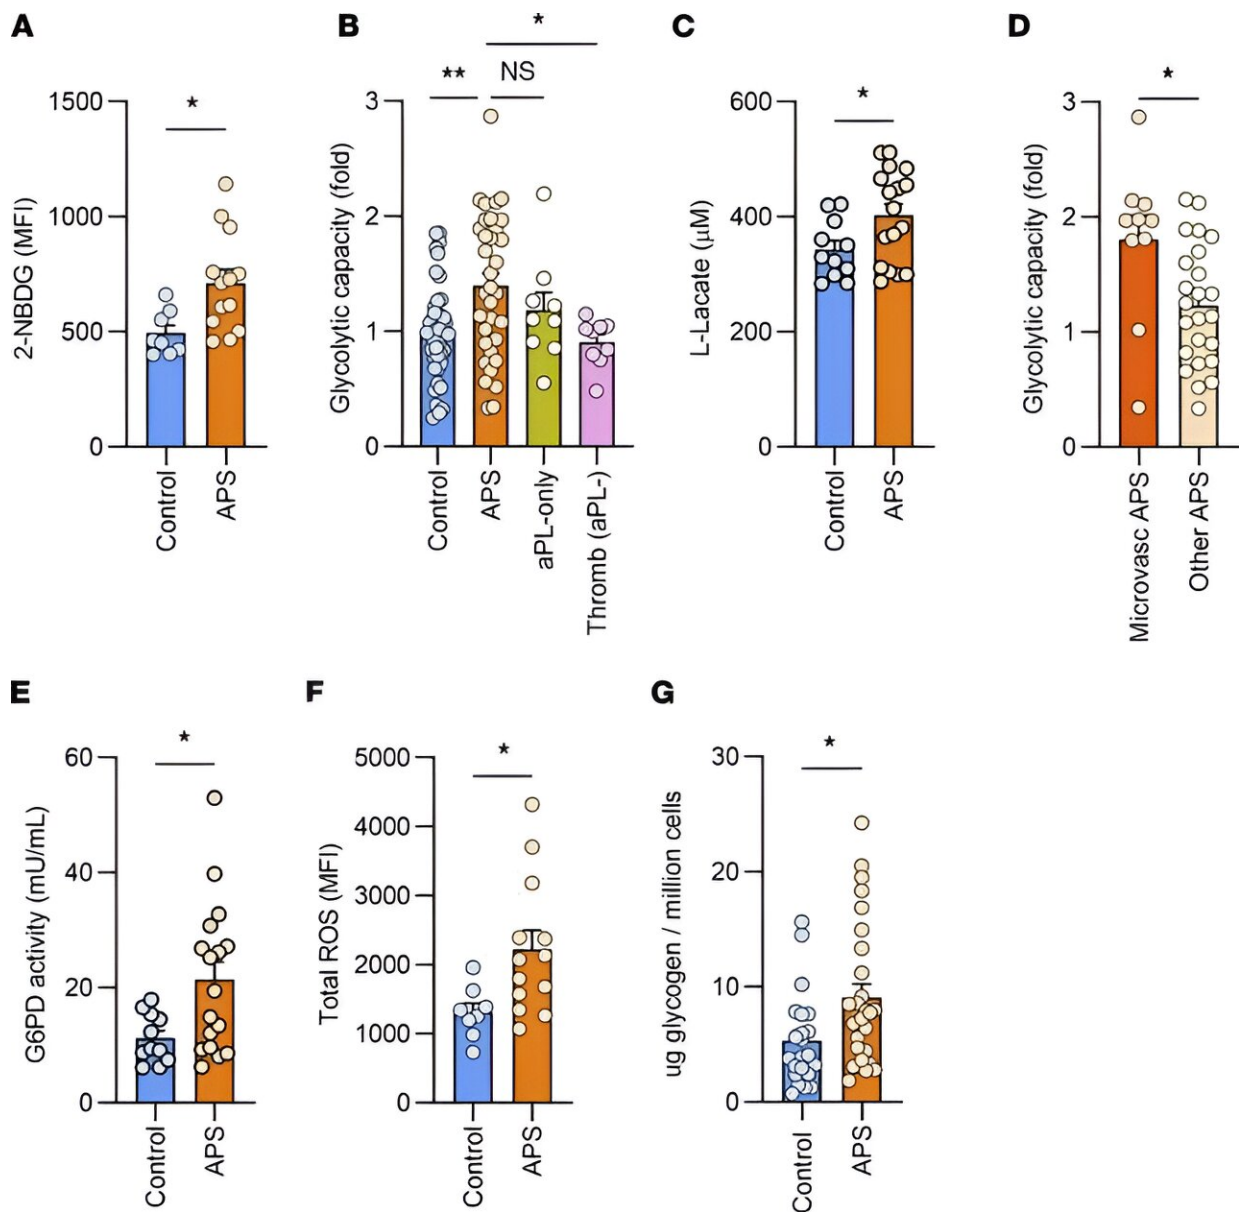 A
B
C
D
*
**
NS
*
*
*
1500
1000
500
0
2-NBDG (MFI)
Control
APS
3
2
1
0
Glycolytic capacity (fold)
Control
APS
aPL-only
Thromb (aPL-)
600
400
200
0
L-Lacate (μM)
Control
APS
3
2
1
0
Glycolytic capacity (fold)
Microvasc APS
Other APS
E
F
G
*
*
*
60
40
20
0
G6PD activity (mU/mL)
Control
APS
5000
4000
3000
2000
1000
0
Total ROS (MFI)
Control
APS
30
20
10
0
ug glycogen / million cells
Control
APS